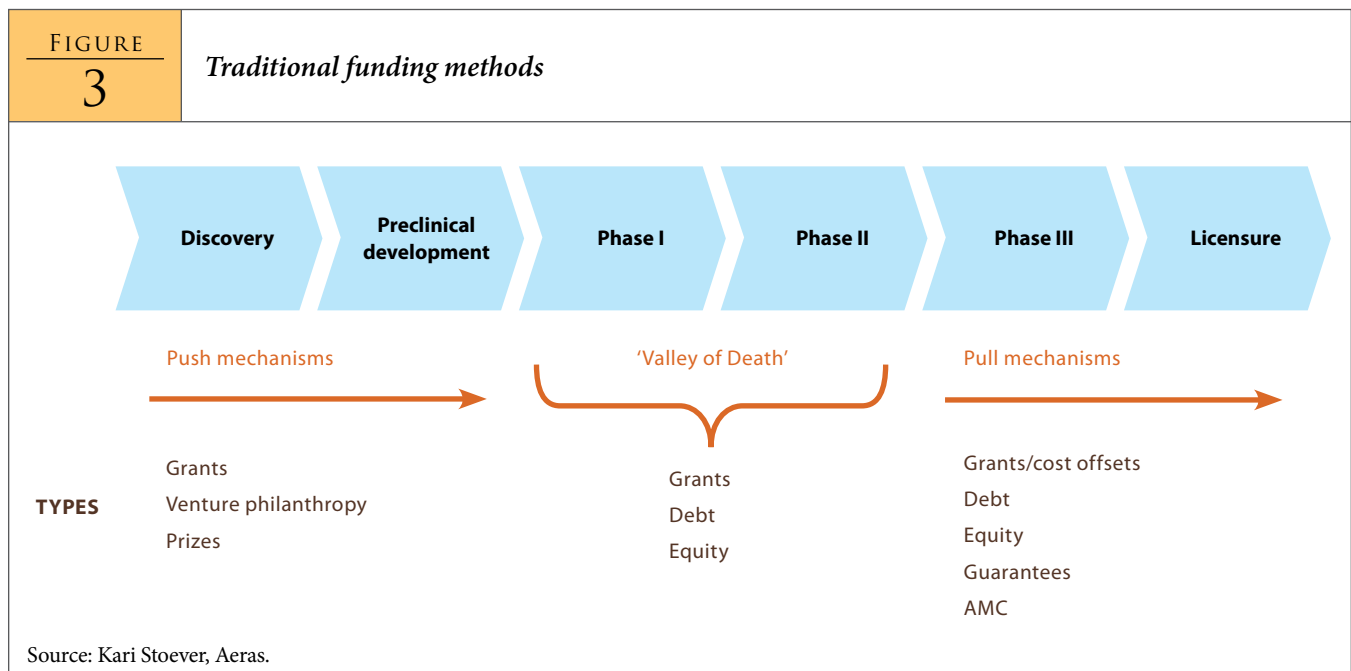 FIGURE
3
Traditional funding methods
Discovery
Preclinical
development
Phase I
Phase II
Phase III
Licensure
Push mechanisms
'Valley of Death'
Pull mechanisms
TYPES
Grants
Venture philanthropy
Prizes
Grants
Debt
Equity
Grants/cost offsets
Debt
Equity
Guarantees
AMC
Source: Kari Stoever, Aeras.